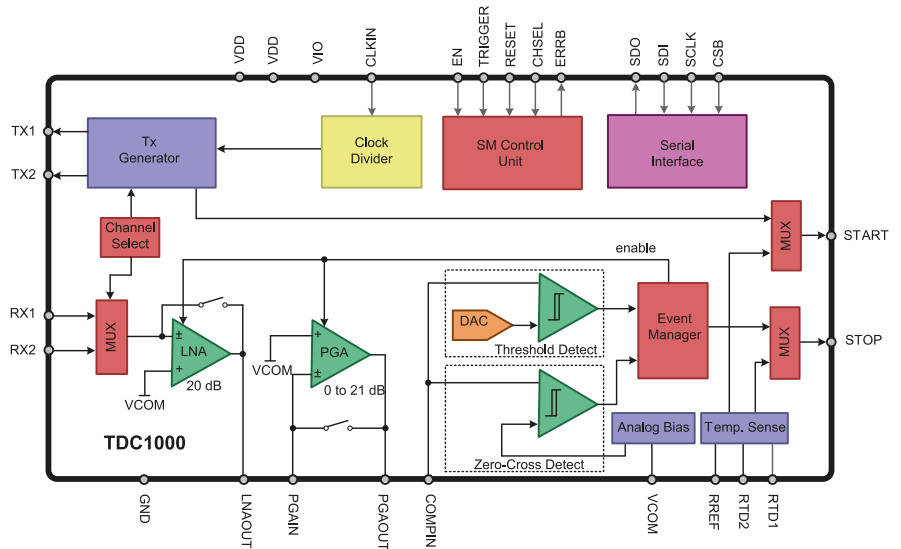 VDD
VDD
VIO
CLKIN
EN
TRIGGER
RESET
CHSEL
ERRB
SDO
SDI
SCLK
CSB
TX1
TX2
Tx
Generator
Clock
Divider
SM Control
Unit
Serial
Interface
Channel
Select
MUX
START
enable
RX1
RX2
MUX
±
LNA
+
20 dB
VCOM
+
PGA
±
VCOM
0 to 21 dB
DAC
Threshold Detect
Event
Manager
MUX
STOP
Zero-Cross Detect
Analog Bias
Temp. Sense
TDC1000
GND
LNAOUT
PGAIN
PGAOUT
COMPIN
VCOM
RREF
RTD2
RTD1